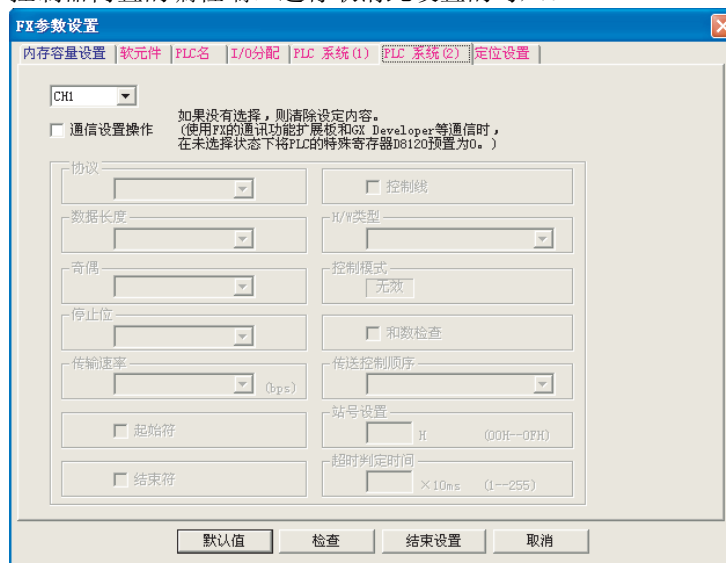 FX参数设置
内存容量设置 软元件 PLC名 I/O分配 PLC 系统(1) PLC 系统(2) 定位设置
CH1
通信设置操作
如果没有选择，则清除设定内容。
(使用FX的通讯功能扩展板和GX Developer等通信时，
在未选择状态下将PLC的特殊寄存器D8120预置为0。)
协议
控制线
数据长度
H/W类型
奇偶
控制模式
无效
停止位
和数检查
传输速率
(bps)
传送控制顺序
起始符
站号设置
H (00H--0FH)
结束符
超时判定时间
×10ms (1--255)
默认值 检查 结束设置 取消